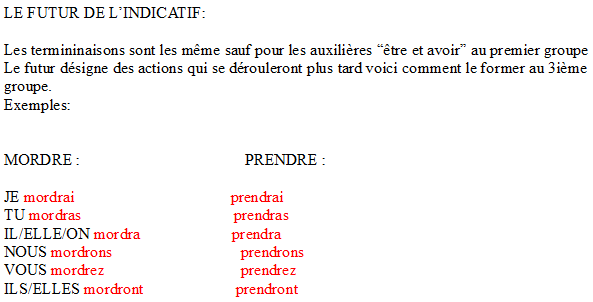 LE FUTUR DE L’INDICATIF:
Les termininaisons sont les même sauf pour les auxilières “être et avoir” au premier groupe
Le futur désigne des actions qui se dérouleront plus tard voici comment le former au 3ième
groupe.
Exemples:
MORDRE : PRENDRE :
JE mordrai prendrai
TU mordras prendras
IL/ELLE/ON mordra prendra
NOUS mordrons prendrons
VOUS mordrez prendrez
ILS/ELLES mordront prendront